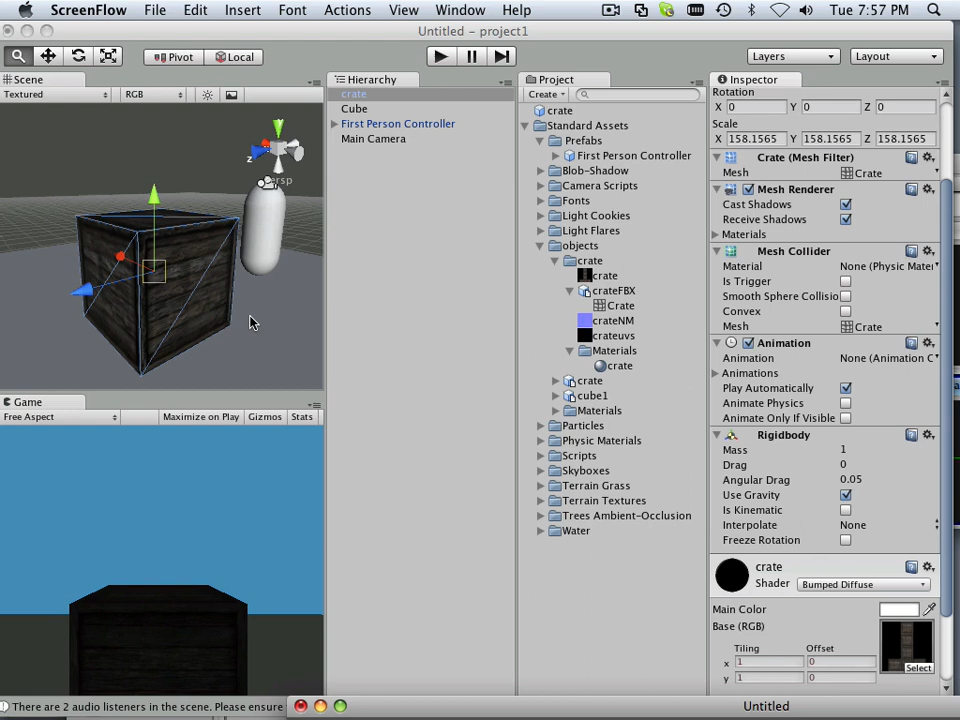 ScreenFlow File Edit Insert Font Actions View Window Help Tue 7:57 PM
Untitled - project1
Pivot Local Layers Layout
Scene
Textured RGB
z
Persp
Game
Free Aspect Maximize on Play Gizmos Stats
Hierarchy
crate
Cube
First Person Controller
Main Camera
Project
Create
crate
Standard Assets
Prefabs
First Person Controller
Blob-Shadow
Camera Scripts
Fonts
Light Cookies
Light Flares
objects
crate
crate
crateFBX
Crate
crateNM
crateuvs
Materials
crate
crate
cube1
Materials
Particles
Physic Materials
Scripts
Skyboxes
Terrain Grass
Terrain Textures
Trees Ambient-Occlusion
Water
Inspector
Rotation
X 0 Y 0 Z 0
Scale
X 158.1565 Y 158.1565 Z 158.1565
Crate (Mesh Filter)
Mesh Crate
Mesh Renderer
Cast Shadows
Receive Shadows
Materials
Mesh Collider
Material None (Physic Mater
Is Trigger
Smooth Sphere Collisio
Convex
Mesh Crate
Animation
Animation None (Animation C
Animations
Play Automatically
Animate Physics
Animate Only If Visible
Rigidbody
Mass 1
Drag 0
Angular Drag 0.05
Use Gravity
Is Kinematic
Interpolate None
Freeze Rotation
crate
Shader Bumped Diffuse
Main Color
Base (RGB)
Tiling Offset
x 1 0
y 1 0
Select
There are 2 audio listeners in the scene. Please ensure
Untitled